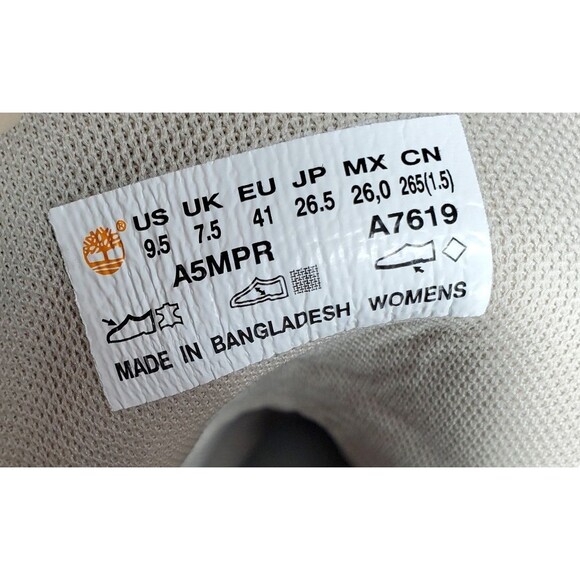 US UK EU JP MX CN
9.5 7.5 41 26.5 26,0 265(1.5)
A5MPR A7619
MADE IN BANGLADESH WOMENS